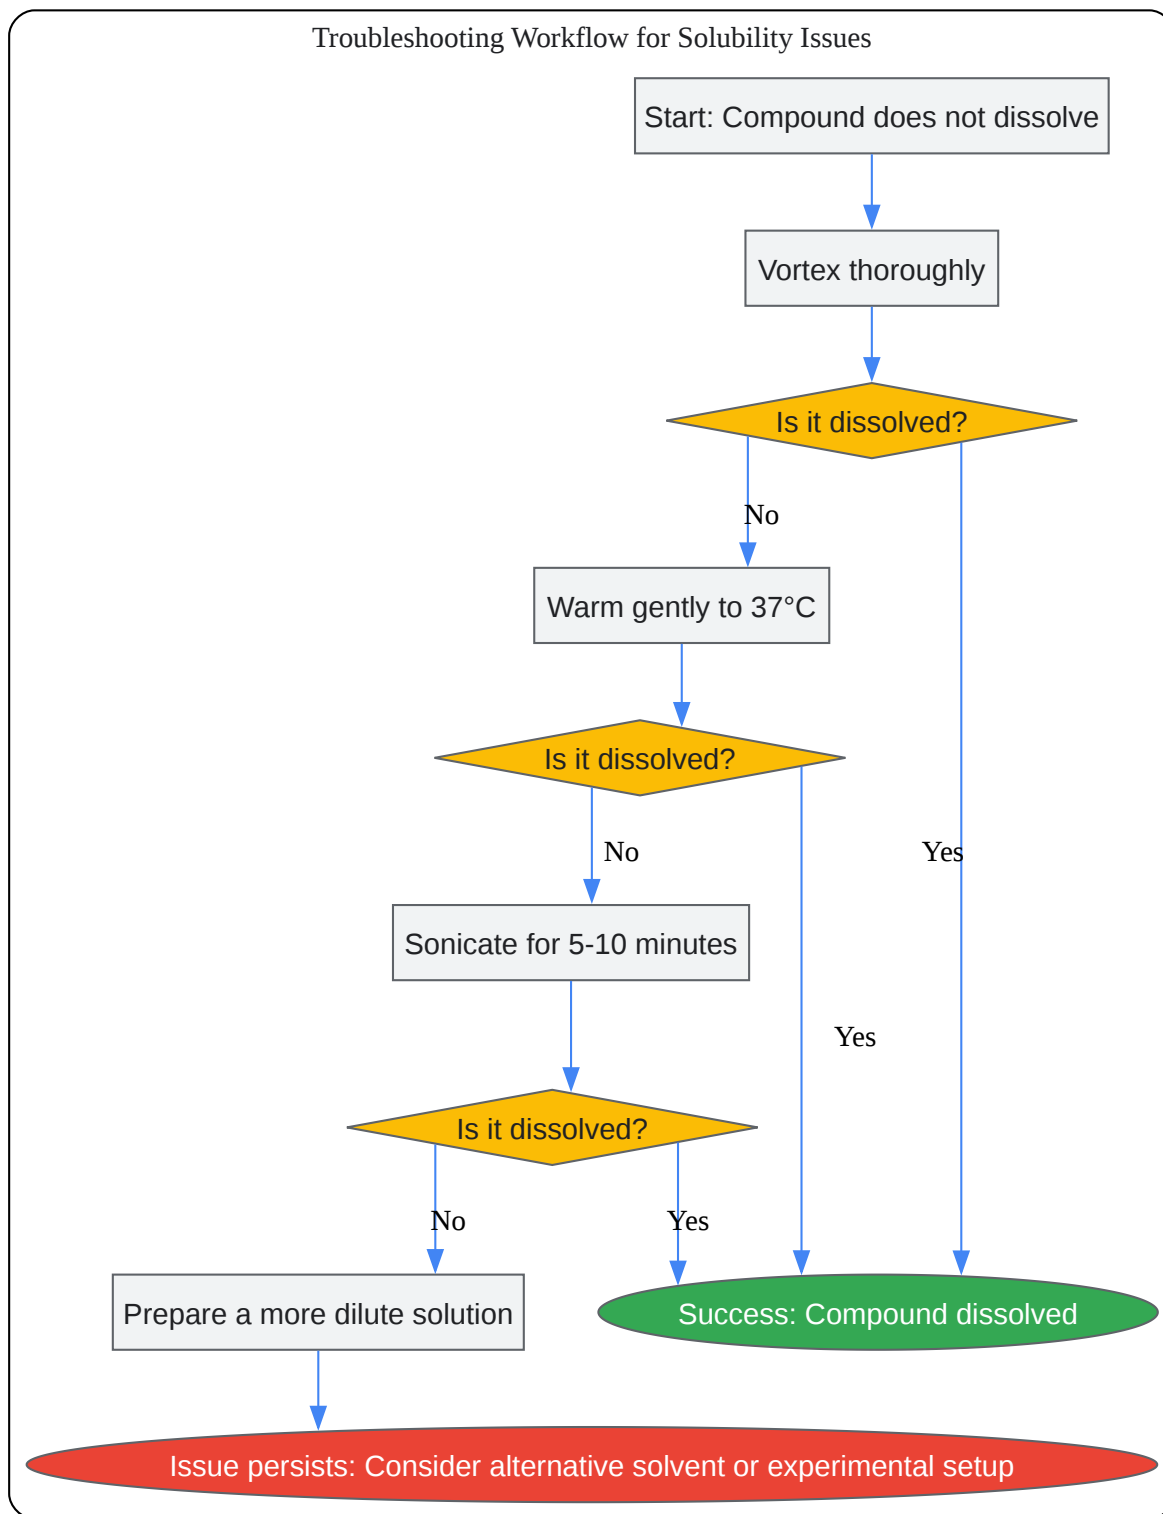 Troubleshooting Workflow for Solubility Issues
Start: Compound does not dissolve
Vortex thoroughly
Is it dissolved?
No
Warm gently to 37°C
Is it dissolved?
No
Yes
Sonicate for 5-10 minutes
Yes
Is it dissolved?
No
Yes
Prepare a more dilute solution
Success: Compound dissolved
Issue persists: Consider alternative solvent or experimental setup